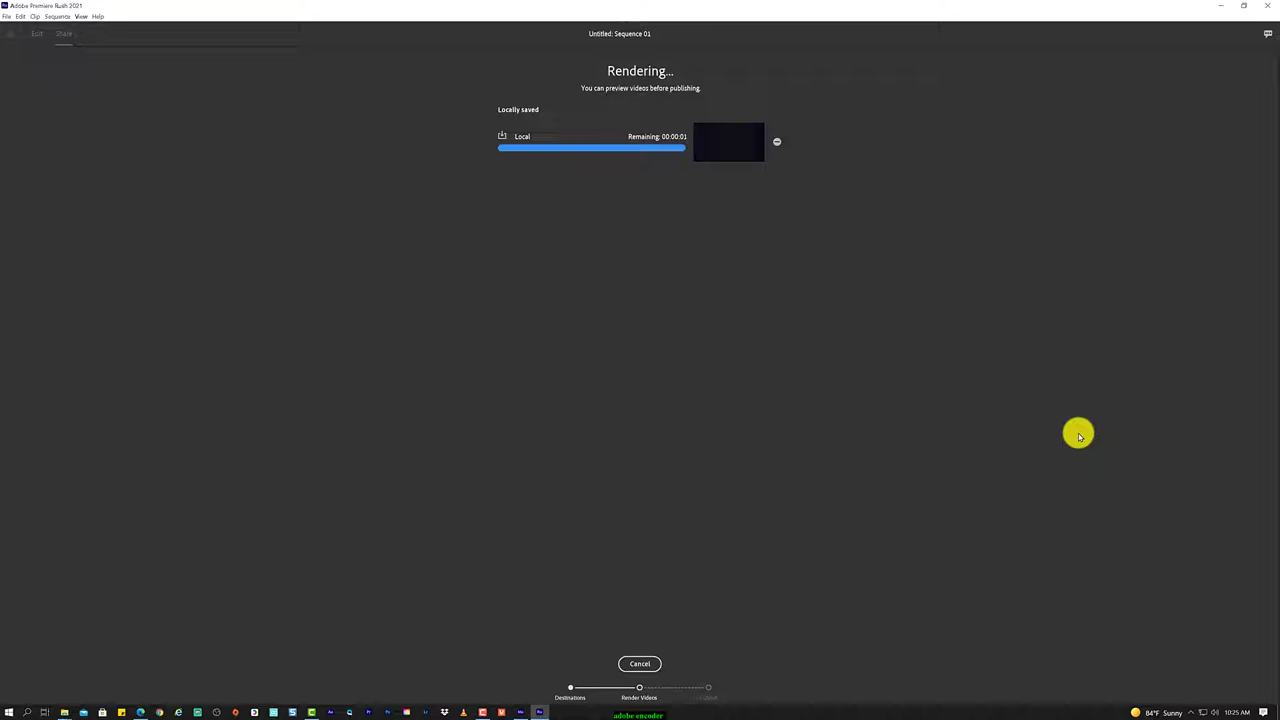 Adobe Premiere Rush 2021
File Edit Clip Sequence View Help
Edit Share
Untitled: Sequence 01
Rendering...
You can preview videos before publishing.
Locally saved
Local Remaining: 00:00:01
Cancel
Destinations Render Videos
84°F Sunny 10:25 AM
adobe encoder